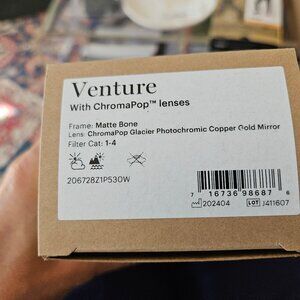 Venture
With ChromaPop™ lenses
Frame: Matte Bone
Lens: ChromaPop Glacier Photochromic Copper Gold Mirror
Filter Cat: 1-4
206728Z1P530W
7 16736 98687 6
202404 LOT J411607